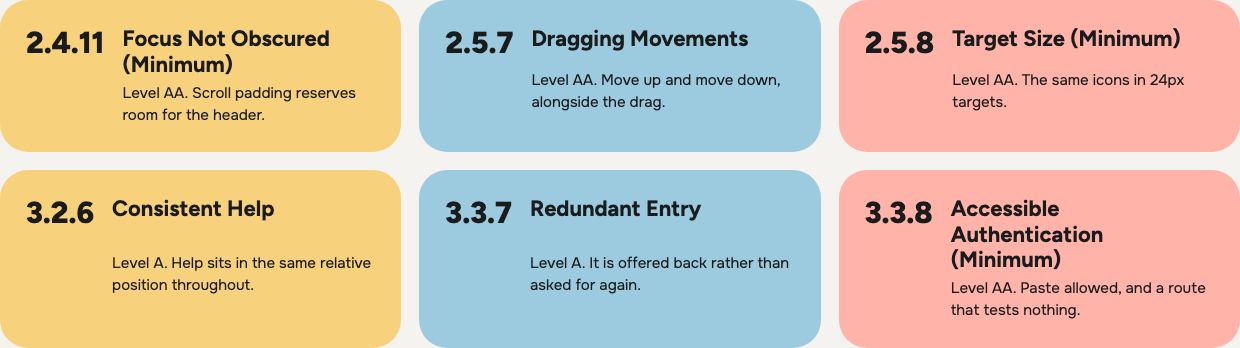 2.4.11
Focus Not Obscured
(Minimum)
Level AA. Scroll padding reserves
room for the header.
2.5.7
Dragging Movements
Level AA. Move up and move down,
alongside the drag.
2.5.8
Target Size (Minimum)
Level AA. The same icons in 24px
targets.
3.2.6
Consistent Help
Level A. Help sits in the same relative
position throughout.
3.3.7
Redundant Entry
Level A. It is offered back rather than
asked for again.
3.3.8
Accessible
Authentication
(Minimum)
Level AA. Paste allowed, and a route
that tests nothing.